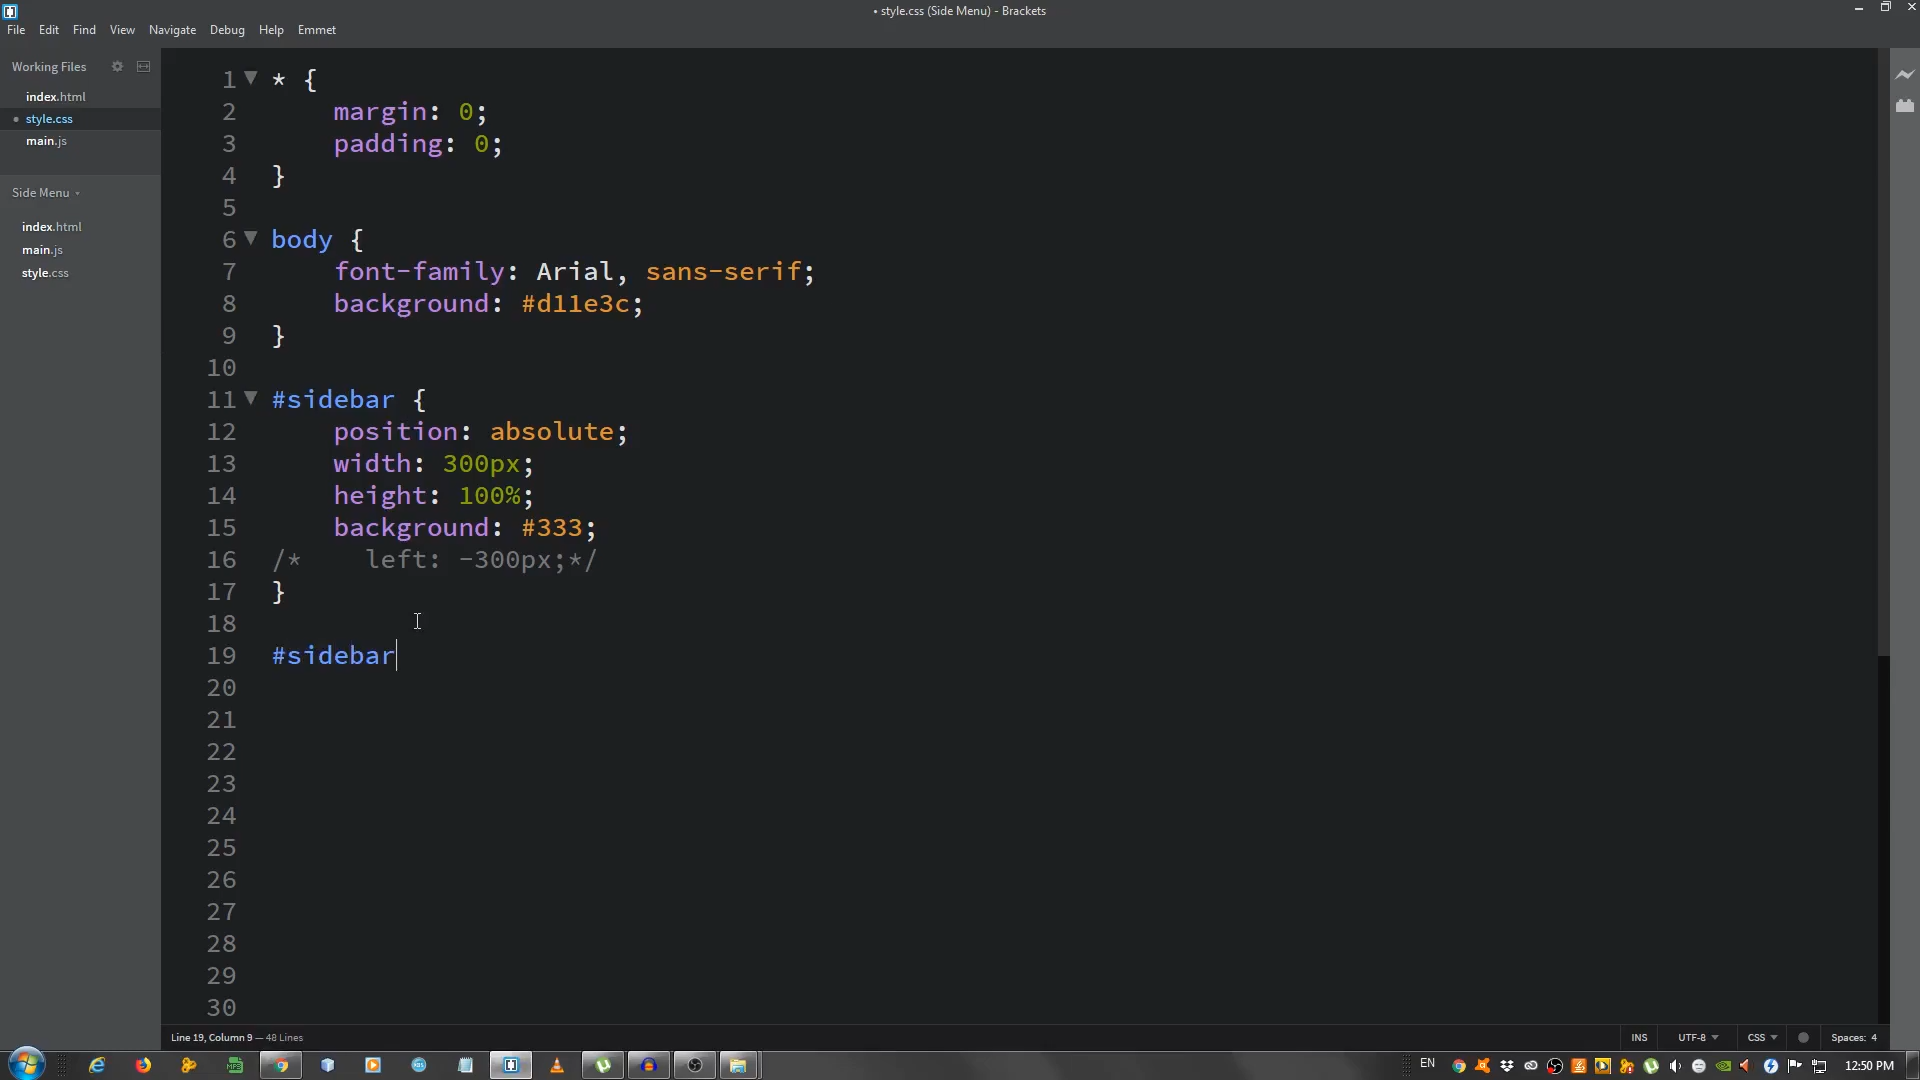 • style.css (Side Menu) - Brackets
File Edit Find View Navigate Debug Help Emmet
Working Files
index.html
• style.css
main.js
Side Menu
index.html
main.js
style.css
1 * {
2 margin: 0;
3 padding: 0;
4 }
5
6 body {
7 font-family: Arial, sans-serif;
8 background: #d11e3c;
9 }
10
11 #sidebar {
12 position: absolute;
13 width: 300px;
14 height: 100%;
15 background: #333;
16 /* left: -300px;*/
17 }
18
19 #sidebar
20
21
22
23
24
25
26
27
28
29
30
Line 19, Column 9 — 48 Lines
INS UTF-8 CSS Spaces: 4
EN 12:50 PM